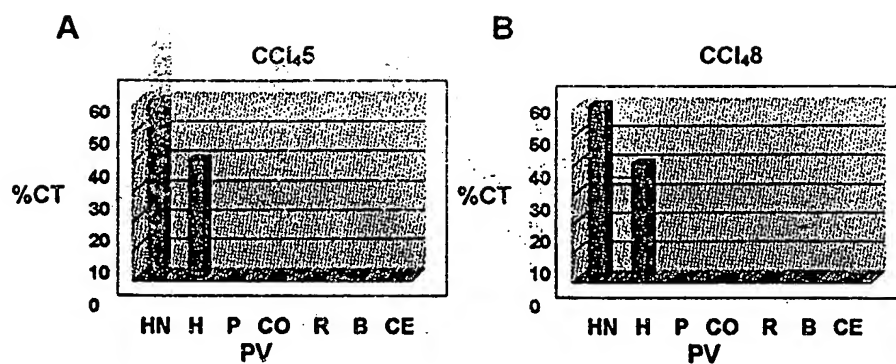 A
CCl₄5
60
50
40
%CT
30
20
10
0
HN H P CO R B CE
PV
B
CCl₄8
60
50
40
%CT
30
20
10
0
HN H P CO R B CE
PV